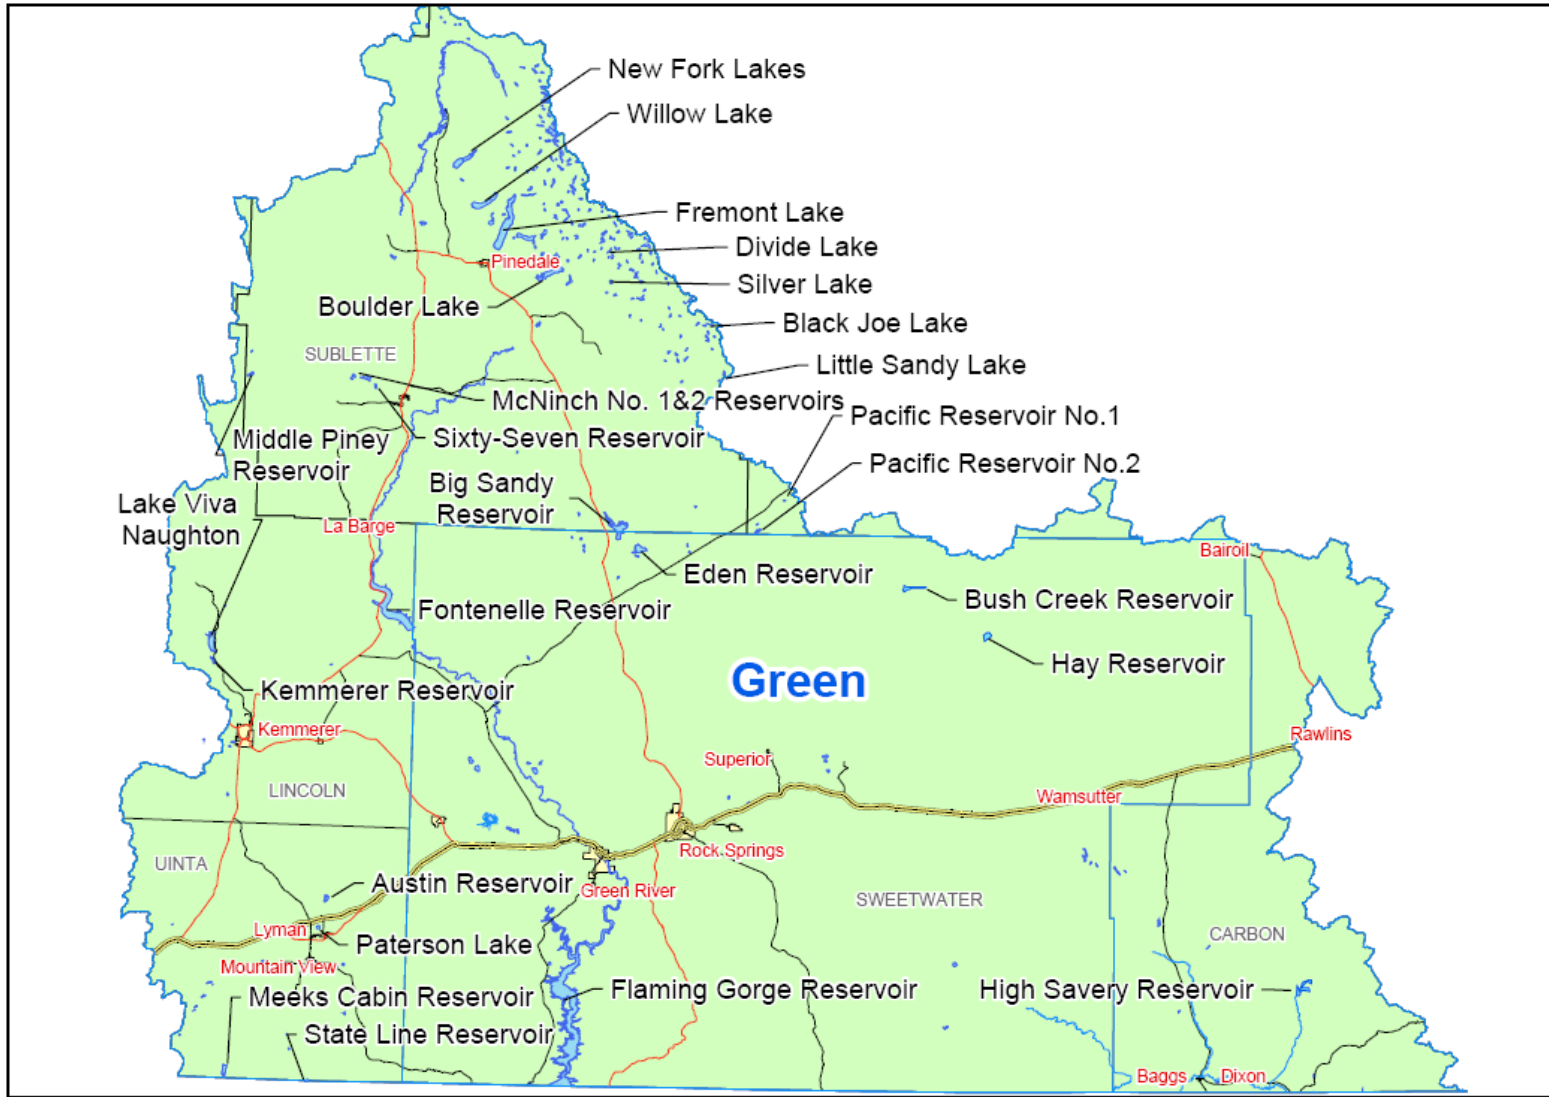 New Fork Lakes
Willow Lake
Fremont Lake
Divide Lake
Pinedale
Silver Lake
Boulder Lake
Black Joe Lake
SUBLETTE
Little Sandy Lake
McNinch No. 1&2 Reservoirs
Pacific Reservoir No.1
Middle Piney
Reservoir
Sixty-Seven Reservoir
Pacific Reservoir No.2
Big Sandy
Reservoir
Lake Viva
Naughton
La Barge
Bairoil
Eden Reservoir
Fontenelle Reservoir
Bush Creek Reservoir
Hay Reservoir
Green
Kemmerer Reservoir
Kemmerer
Rawlins
Superior
LINCOLN
Wamsutter
Rock Springs
UINTA
Austin Reservoir
Green River
SWEETWATER
Lyman
Paterson Lake
CARBON
Mountain View
Meeks Cabin Reservoir
Flaming Gorge Reservoir
High Savery Reservoir
State Line Reservoir
Baggs
Dixon